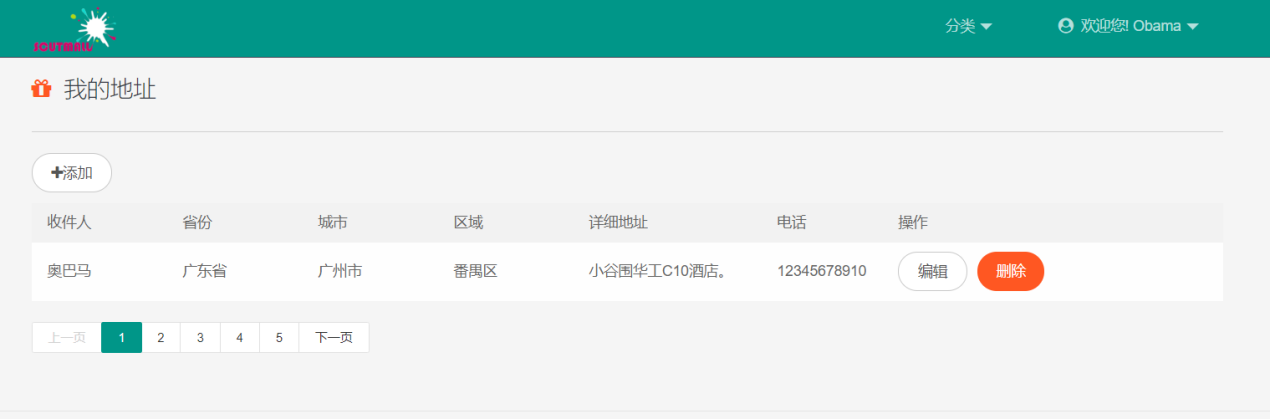 SCUTMALL
分类
欢迎您! Obama
我的地址
添加
收件人 省份 城市 区域 详细地址 电话 操作
奥巴马 广东省 广州市 番禺区 小谷围华工C10酒店。 12345678910 编辑 删除
上一页 1 2 3 4 5 下一页